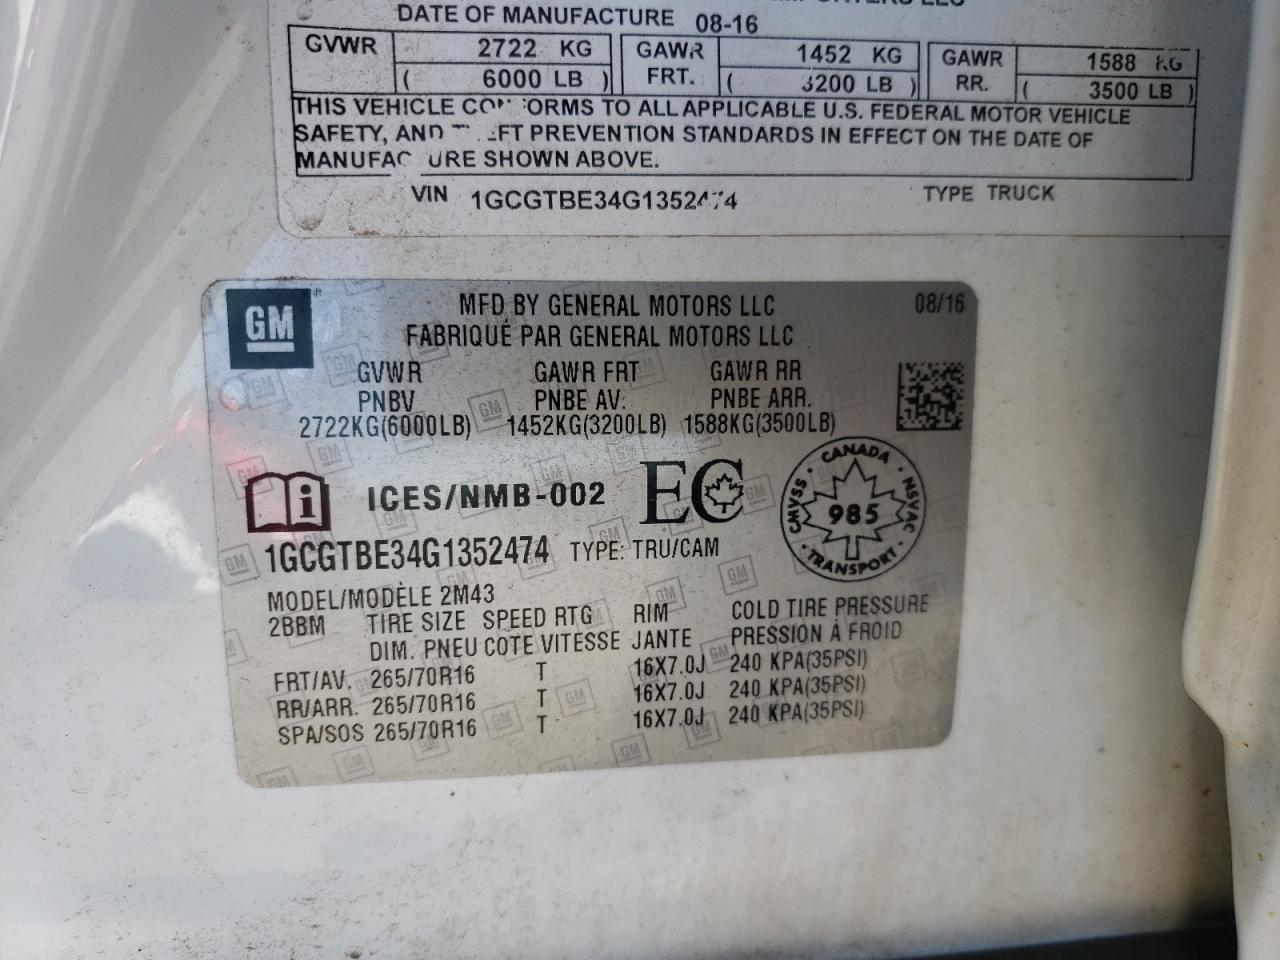 DATE OF MANUFACTURE 08-16
GVWR 2722 KG GAWR 1452 KG GAWR 1588 KG
( 6000 LB ) FRT. ( 3200 LB ) RR. ( 3500 LB )
THIS VEHICLE CONFORMS TO ALL APPLICABLE U.S. FEDERAL MOTOR VEHICLE
SAFETY, AND THEFT PREVENTION STANDARDS IN EFFECT ON THE DATE OF
MANUFACTURE SHOWN ABOVE.
VIN 1GCGTBE34G1352474 TYPE TRUCK
GM MFD BY GENERAL MOTORS LLC 08/16
FABRIQUÉ PAR GENERAL MOTORS LLC
GVWR GAWR FRT GAWR RR
PNBV PNBE AV. PNBE ARR.
2722KG(6000LB) 1452KG(3200LB) 1588KG(3500LB)
i ICES/NMB-002 EC
CANADA
CMVSS 985 NSVAC
TRANSPORT
1GCGTBE34G1352474 TYPE: TRU/CAM
MODEL/MODÈLE 2M43
2BBM TIRE SIZE SPEED RTG RIM COLD TIRE PRESSURE
DIM. PNEU COTE VITESSE JANTE PRESSION À FROID
FRT/AV. 265/70R16 T 16X7.0J 240 KPA(35PSI)
RR/ARR. 265/70R16 T 16X7.0J 240 KPA(35PSI)
SPA/SOS 265/70R16 T 16X7.0J 240 KPA(35PSI)